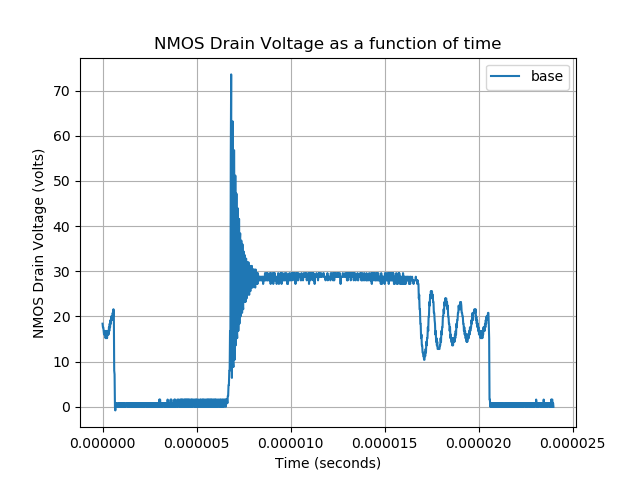 NMOS Drain Voltage as a function of time
base
NMOS Drain Voltage (volts)
70
60
50
40
30
20
10
0
0.000000 0.000005 0.000010 0.000015 0.000020 0.000025
Time (seconds)